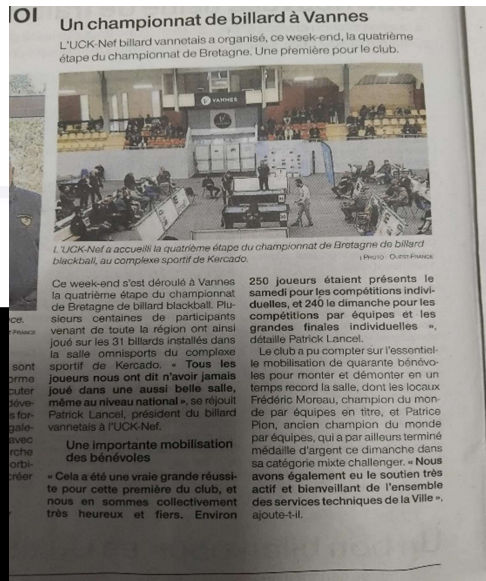 Un championnat de billard à Vannes
L'UCK-Nef billard vannetais a organisé, ce week-end, la quatrième
étape du championnat de Bretagne. Une première pour le club.
VANNES
L'UCK-Nef a accueilli la quatrième étape du championnat de Bretagne de billard
blackball, au complexe sportif de Kercado.
| PHOTO : OUEST-FRANCE
Ce week-end s'est déroulé à Vannes
la quatrième étape du championnat
de Bretagne de billard blackball. Plu-
sieurs centaines de participants
venant de toute la région ont ainsi
joué sur les 31 billards installés dans
la salle omnisports du complexe
sportif de Kercado. « Tous les
joueurs nous ont dit n'avoir jamais
joué dans une aussi belle salle,
même au niveau national », se réjouit
Patrick Lancel, président du billard
vannetais à l'UCK-Nef.
Une importante mobilisation
des bénévoles
« Cela a été une vraie grande réussi-
te pour cette première du club, et
nous en sommes collectivement
très heureux et fiers. Environ
250 joueurs étaient présents le
samedi pour les compétitions indivi-
duelles, et 240 le dimanche pour les
compétitions par équipes et les
grandes finales individuelles »,
détaille Patrick Lancel.
Le club a pu compter sur l'essentiel-
le mobilisation de quarante bénévo-
les pour monter et démonter en un
temps record la salle, dont les locaux
Frédéric Moreau, champion du mon-
de par équipes en titre, et Patrice
Pion, ancien champion du monde
par équipes, qui a par ailleurs terminé
médaille d'argent ce dimanche dans
sa catégorie mixte challenger. « Nous
avons également eu le soutien très
actif et bienveillant de l'ensemble
des services techniques de la Ville »,
ajoute-t-il.